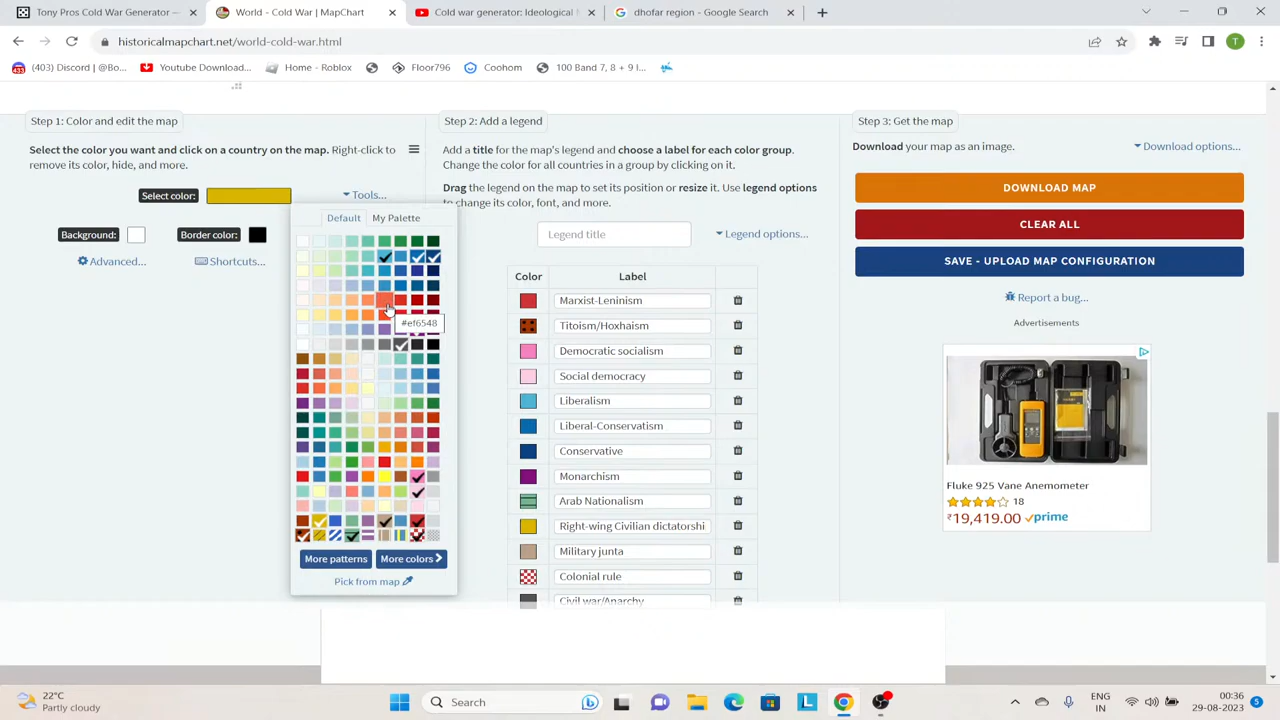 Tony Pros Cold War Generator —
World - Cold War | MapChart
Cold war generator: Ideological
dhofar region - Google Search
historicalmapchart.net/world-cold-war.html
T
(403) Discord | @Bo...
Youtube Download...
Home - Roblox
Floor796
Coohom
100 Band 7, 8 + 9 I...
Step 1: Color and edit the map
Select the color you want and click on a country on the map. Right-click to
remove its color, hide, and more.
Select color:
Tools...
Background:
Border color:
Advanced...
Shortcuts...
Default
My Palette
#ef6548
More patterns
More colors
Pick from map
Step 2: Add a legend
Add a title for the map's legend and choose a label for each color group.
Change the color for all countries in a group by clicking on it.
Drag the legend on the map to set its position or resize it. Use legend options
to change its color, font, and more.
Legend title
Legend options...
Color
Label
Marxist-Leninism
Titoism/Hoxhaism
Democratic socialism
Social democracy
Liberalism
Liberal-Conservatism
Conservative
Monarchism
Arab Nationalism
Right-wing Civilian dictatorshi
Military junta
Colonial rule
Civil war/Anarchy
Step 3: Get the map
Download your map as an image.
Download options...
DOWNLOAD MAP
CLEAR ALL
SAVE - UPLOAD MAP CONFIGURATION
Report a bug...
Advertisements
Fluke 925 Vane Anemometer
18
₹19,419.00 prime
22°C
Partly cloudy
Search
ENG
IN
00:36
29-08-2023
5